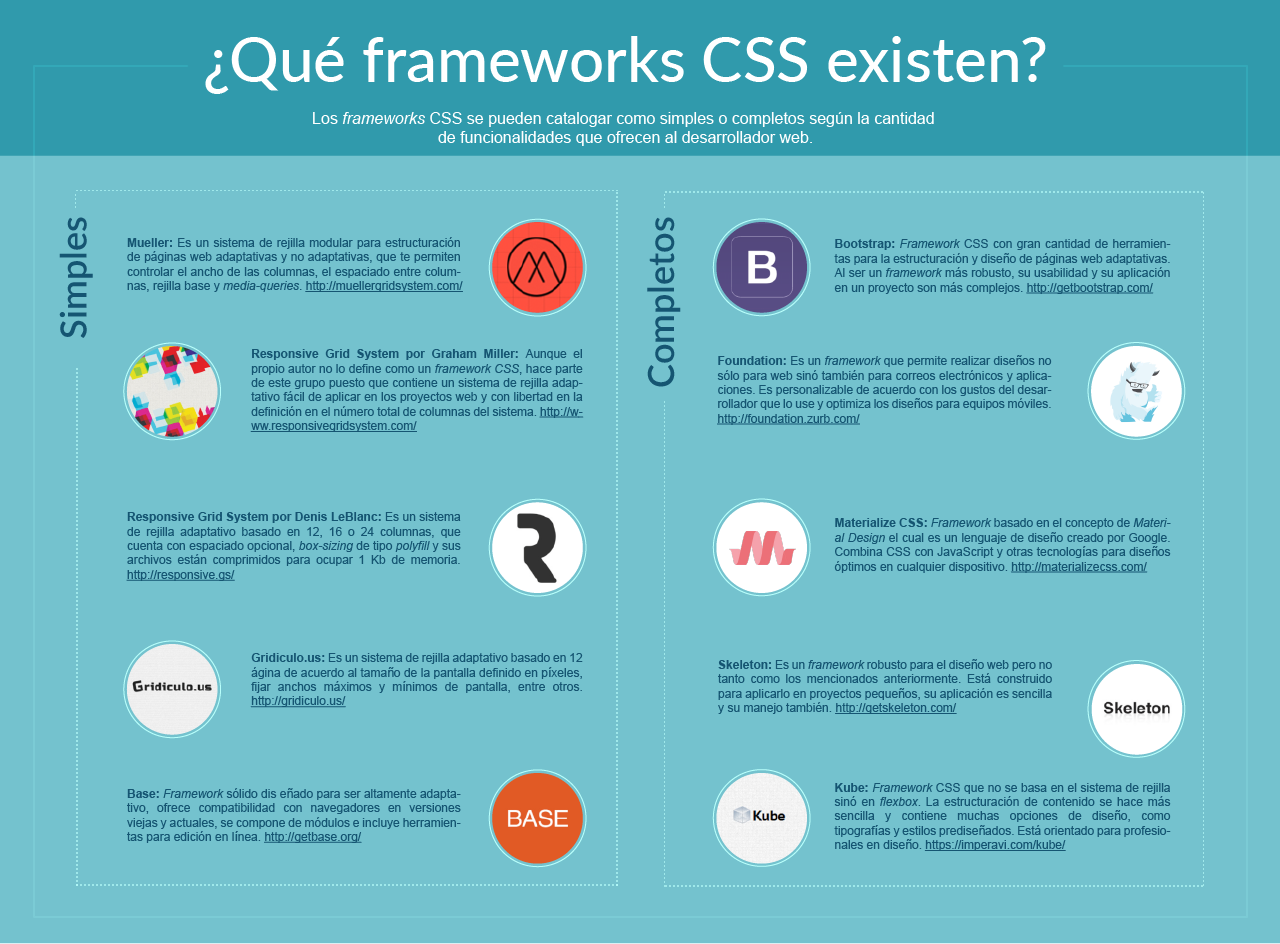 ¿Qué frameworks CSS existen?
Los frameworks CSS se pueden catalogar como simples o completos según la cantidad
de funcionalidades que ofrecen al desarrollador web.
Simples
Mueller: Es un sistema de rejilla modular para estructuración
de páginas web adaptativas y no adaptativas, que te permiten
controlar el ancho de las columnas, el espaciado entre colum-
nas, rejilla base y media-queries. http://muellergridsystem.com/
Responsive Grid System por Graham Miller: Aunque el
propio autor no lo define como un framework CSS, hace parte
de este grupo puesto que contiene un sistema de rejilla adap-
tativo fácil de aplicar en los proyectos web y con libertad en la
definición en el número total de columnas del sistema. http://w-
ww.responsivegridsystem.com/
Responsive Grid System por Denis LeBlanc: Es un sistema
de rejilla adaptativo basado en 12, 16 o 24 columnas, que
cuenta con espaciado opcional, box-sizing de tipo polyfill y sus
archivos están comprimidos para ocupar 1 Kb de memoria.
http://responsive.gs/
R
Gridiculo.us
Gridiculo.us: Es un sistema de rejilla adaptativo basado en 12
ágina de acuerdo al tamaño de la pantalla definido en píxeles,
fijar anchos máximos y mínimos de pantalla, entre otros.
http://gridiculo.us/
Base: Framework sólido dis eñado para ser altamente adapta-
tivo, ofrece compatibilidad con navegadores en versiones
viejas y actuales, se compone de módulos e incluye herramien-
tas para edición en línea. http://getbase.org/
BASE
Completos
B
Bootstrap: Framework CSS con gran cantidad de herramien-
tas para la estructuración y diseño de páginas web adaptativas.
Al ser un framework más robusto, su usabilidad y su aplicación
en un proyecto son más complejos. http://getbootstrap.com/
Foundation: Es un framework que permite realizar diseños no
sólo para web sinó también para correos electrónicos y aplica-
ciones. Es personalizable de acuerdo con los gustos del desar-
rollador que lo use y optimiza los diseños para equipos móviles.
http://foundation.zurb.com/
Materialize CSS: Framework basado en el concepto de Materi-
al Design el cual es un lenguaje de diseño creado por Google.
Combina CSS con JavaScript y otras tecnologías para diseños
óptimos en cualquier dispositivo. http://materializecss.com/
Skeleton: Es un framework robusto para el diseño web pero no
tanto como los mencionados anteriormente. Está construido
para aplicarlo en proyectos pequeños, su aplicación es sencilla
y su manejo también. http://getskeleton.com/
Skeleton
Kube
Kube: Framework CSS que no se basa en el sistema de rejilla
sinó en flexbox. La estructuración de contenido se hace más
sencilla y contiene muchas opciones de diseño, como
tipografías y estilos prediseñados. Está orientado para profesio-
nales en diseño. https://imperavi.com/kube/